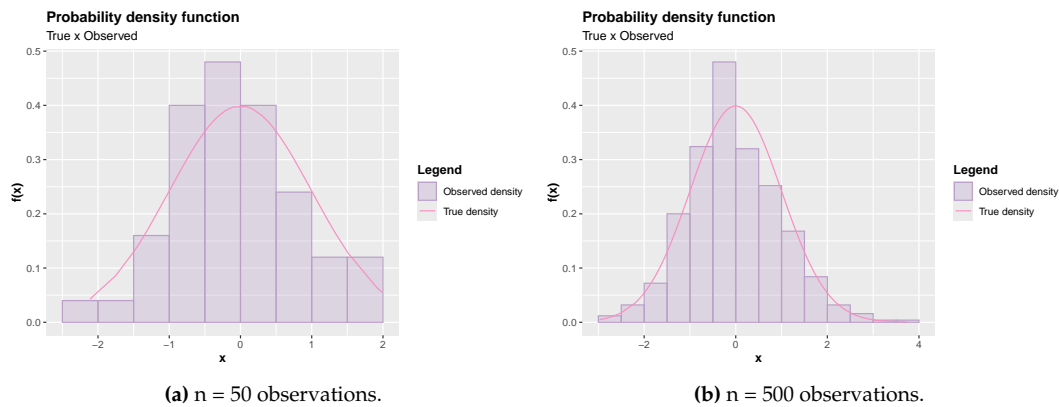 Probability density function
True x Observed
0.5
0.4
0.3
0.2
0.1
0.0
f(x)
−2
−1
0
1
2
x
Legend
Observed density
True density
(a) n = 50 observations.
Probability density function
True x Observed
0.5
0.4
0.3
0.2
0.1
0.0
f(x)
−2
0
2
4
x
Legend
Observed density
True density
(b) n = 500 observations.